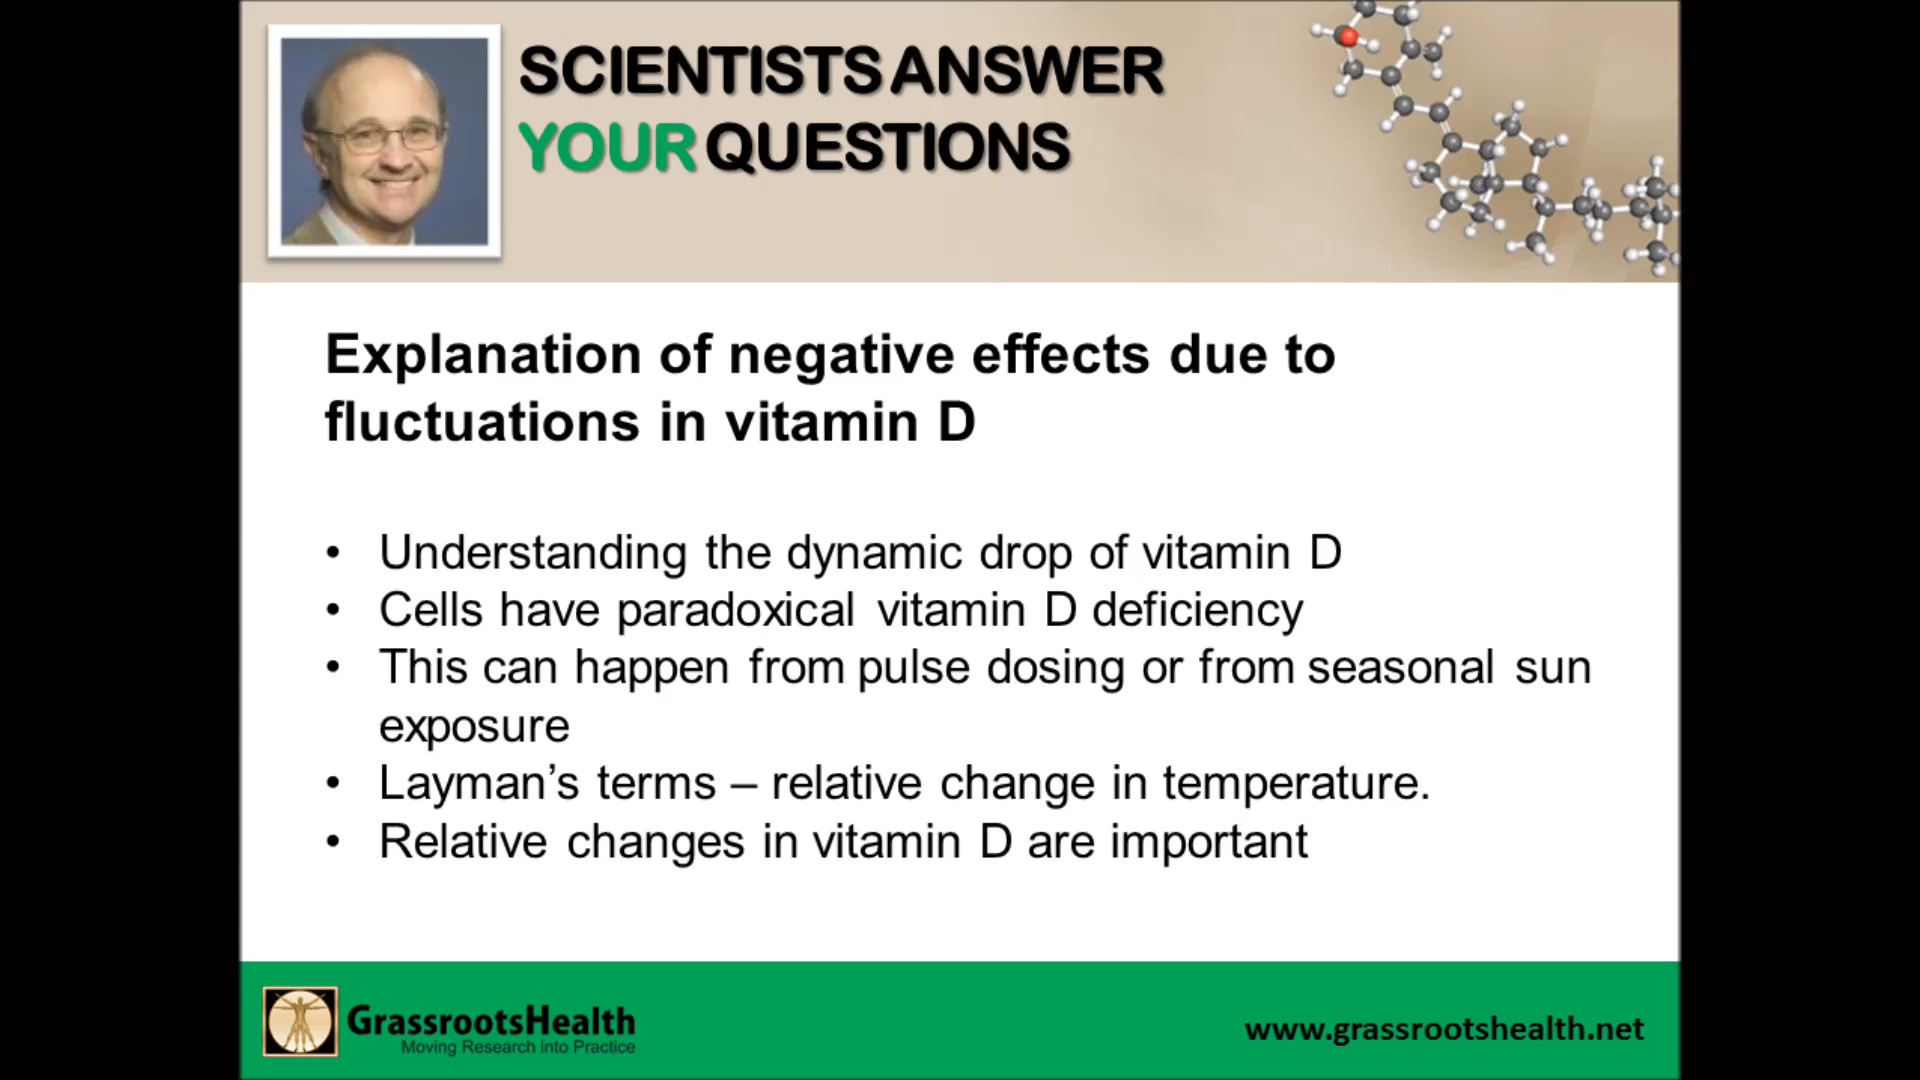 SCIENTISTS ANSWER
YOUR QUESTIONS
Explanation of negative effects due to
fluctuations in vitamin D
• Understanding the dynamic drop of vitamin D
• Cells have paradoxical vitamin D deficiency
• This can happen from pulse dosing or from seasonal sun
exposure
• Layman’s terms – relative change in temperature.
• Relative changes in vitamin D are important
GrassrootsHealth
Moving Research into Practice
www.grassrootshealth.net